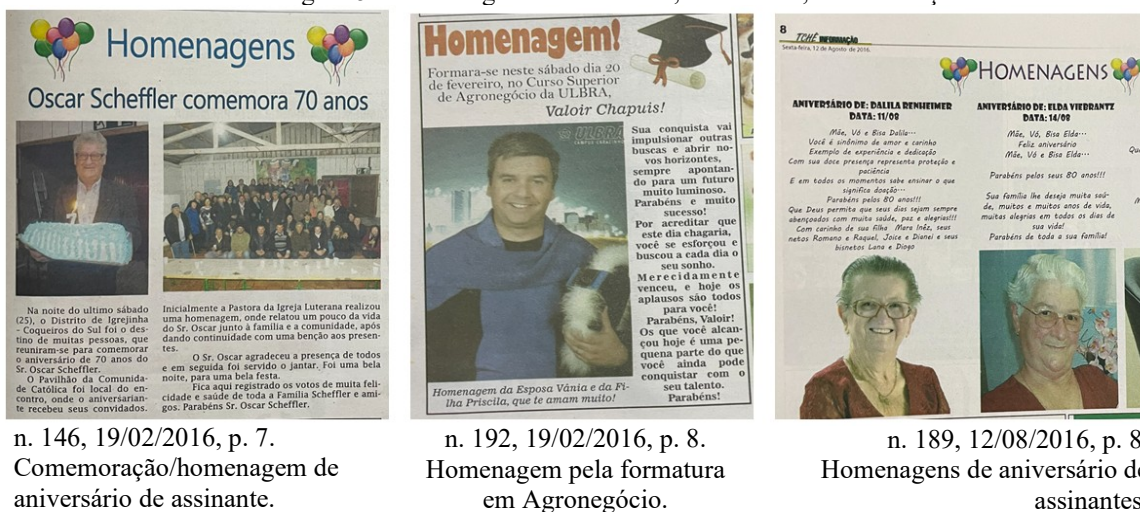 Homenagens
Oscar Scheffler comemora 70 anos
Na noite do ultimo sábado
(25), o Distrito de Igrejinha
- Coqueiros do Sul foi o des-
tino de muitas pessoas, que
reuniram-se para comemorar
o aniversário de 70 anos do
Sr. Oscar Scheffler.
O Pavilhão da Comunida-
de Católica foi local do en-
contro, onde o aniversarian-
te recebeu seus convidados.
Inicialmente a Pastora da Igreja Luterana realizou
uma homenagem, onde relatou um pouco da vida
do Sr. Oscar junto à família e a comunidade, após
dando continuidade com uma benção aos presen-
tes.
O Sr. Oscar agradeceu a presença de todos
e em seguida foi servido o jantar. Foi uma bela
noite, para uma bela festa.
Fica aqui registrado os votos de muita feli-
cidade e saúde de toda a Família Scheffler e ami-
gos. Parabéns Sr. Oscar Scheffler.
n. 146, 19/02/2016, p. 7.
Comemoração/homenagem de
aniversário de assinante.
Homenagem!
Formara-se neste sábado dia 20
de fevereiro, no Curso Superior
de Agronegócio da ULBRA,
Valoir Chapuis!
ULBRA
Sua conquista vai
impulsionar outras
buscas e abrir no-
vos horizontes,
sempre apontan-
do para um futuro
muito luminoso.
Parabéns e muito
sucesso!
Por acreditar que
este dia chagaria,
você se esforçou e
buscou a cada dia o
seu sonho.
Merecidamente
venceu, e hoje os
aplausos são todos
para você!
Parabéns, Valoir!
Os que você alcan-
çou hoje é uma pe-
quena parte do que
você ainda pode
conquistar com o
seu talento.
Parabéns!
Homenagem da Esposa Vânia e da Fi-
lha Priscila, que te amam muito!
n. 192, 19/02/2016, p. 8.
Homenagem pela formatura
em Agronegócio.
8
TCHÊ INFORMAÇÃO
Sexta-feira, 12 de Agosto de 2016.
HOMENAGENS
ANIVERSÁRIO DE: DALILA RENHEIMER
DATA: 11/08
Mãe, Vó e Bisa Dalila...
Você é sinônimo de amor e carinho
Exemplo de experiência e dedicação
Com sua doce presença representa proteção e
paciência
E em todos os momentos sabe ensinar o que
significa doação...
Parabéns pelos 80 anos!!!
Que Deus permita que seus dias sejam sempre
abençoados com muita saúde, paz e alegrias!!!
Com carinho de sua filha Mara Inêz, seus
netos Romano e Raquel, Joice e Dianei e seus
bisnetos Lana e Diogo
ANIVERSÁRIO DE: ELDA VIEBRANTZ
DATA: 14/08
Mãe, Vó, Bisa Elda...
Feliz aniversário
Mãe, Vó e Bisa Elda...
Parabéns pelos seus 80 anos!!!
Sua família lhe deseja muita saú-
de, muitos e muitos anos de vida,
muitas alegrias em todos os dias de
sua vida!
Parabéns de toda a sua família!
n. 189, 12/08/2016, p. 8
Homenagens de aniversário de
assinantes